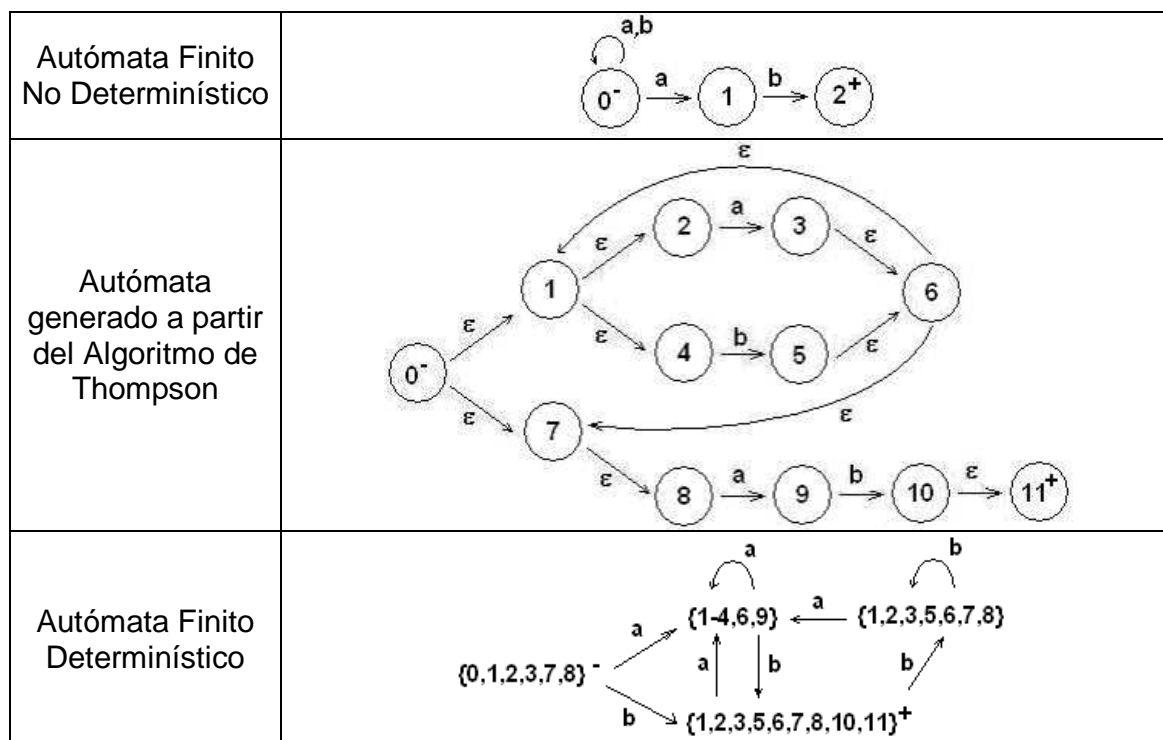 Autómata Finito
No Determinístico
a,b
0⁻ a 1 b 2⁺
Autómata
generado a partir
del Algoritmo de
Thompson
ε
2 a 3
ε ε
1 6
ε ε
ε 4 b 5
0⁻
ε 7 ε
ε 8 a 9 b 10 ε 11⁺
Autómata Finito
Determinístico
a b
{1-4,6,9} a {1,2,3,5,6,7,8}
a
{0,1,2,3,7,8}⁻ a b b
b {1,2,3,5,6,7,8,10,11}⁺